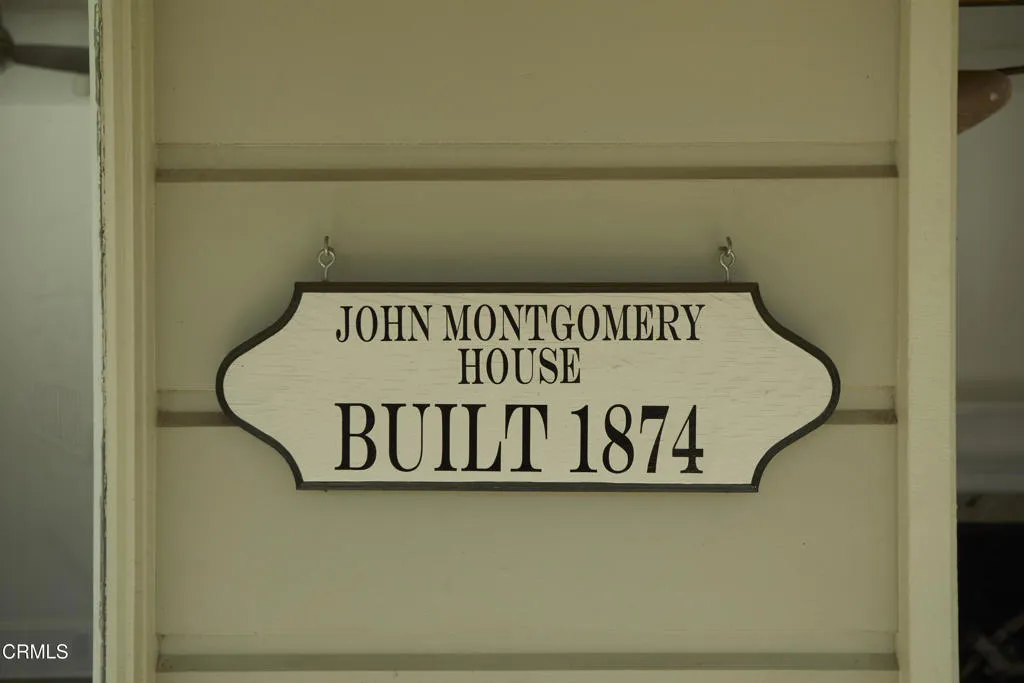 JOHN MONTGOMERY
HOUSE
BUILT 1874
CRMLS